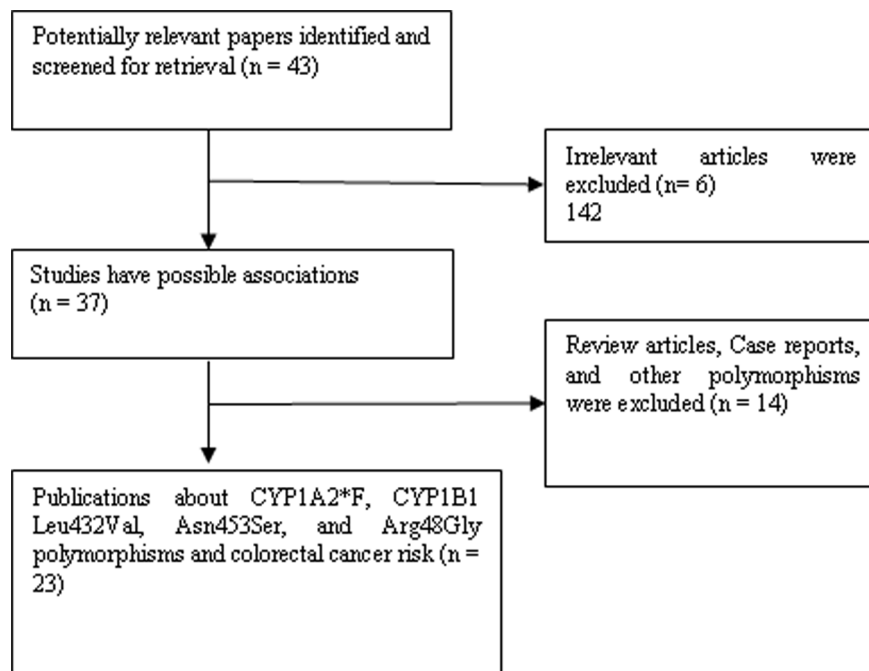 Potentially relevant papers identified and
screened for retrieval (n = 43)
Irrelevant articles were
excluded (n= 6)
142
Studies have possible associations
(n = 37)
Review articles, Case reports,
and other polymorphisms
were excluded (n = 14)
Publications about CYP1A2*F, CYP1B1
Leu432Val, Asn453Ser, and Arg48Gly
polymorphisms and colorectal cancer risk (n =
23)